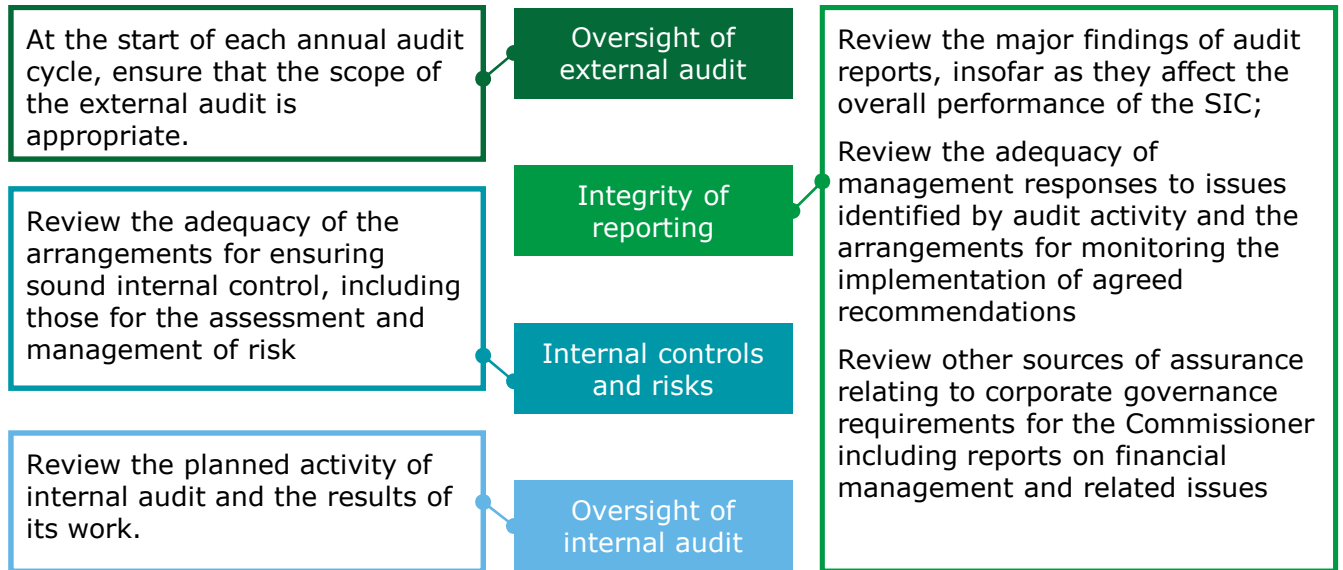 At the start of each annual audit
cycle, ensure that the scope of
the external audit is
appropriate.
Oversight of
external audit
Review the adequacy of the
arrangements for ensuring
sound internal control, including
those for the assessment and
management of risk
Integrity of
reporting
Internal controls
and risks
Review the planned activity of
internal audit and the results of
its work.
Oversight of
internal audit
Review the major findings of audit
reports, insofar as they affect the
overall performance of the SIC;
Review the adequacy of
management responses to issues
identified by audit activity and the
arrangements for monitoring the
implementation of agreed
recommendations
Review other sources of assurance
relating to corporate governance
requirements for the Commissioner
including reports on financial
management and related issues